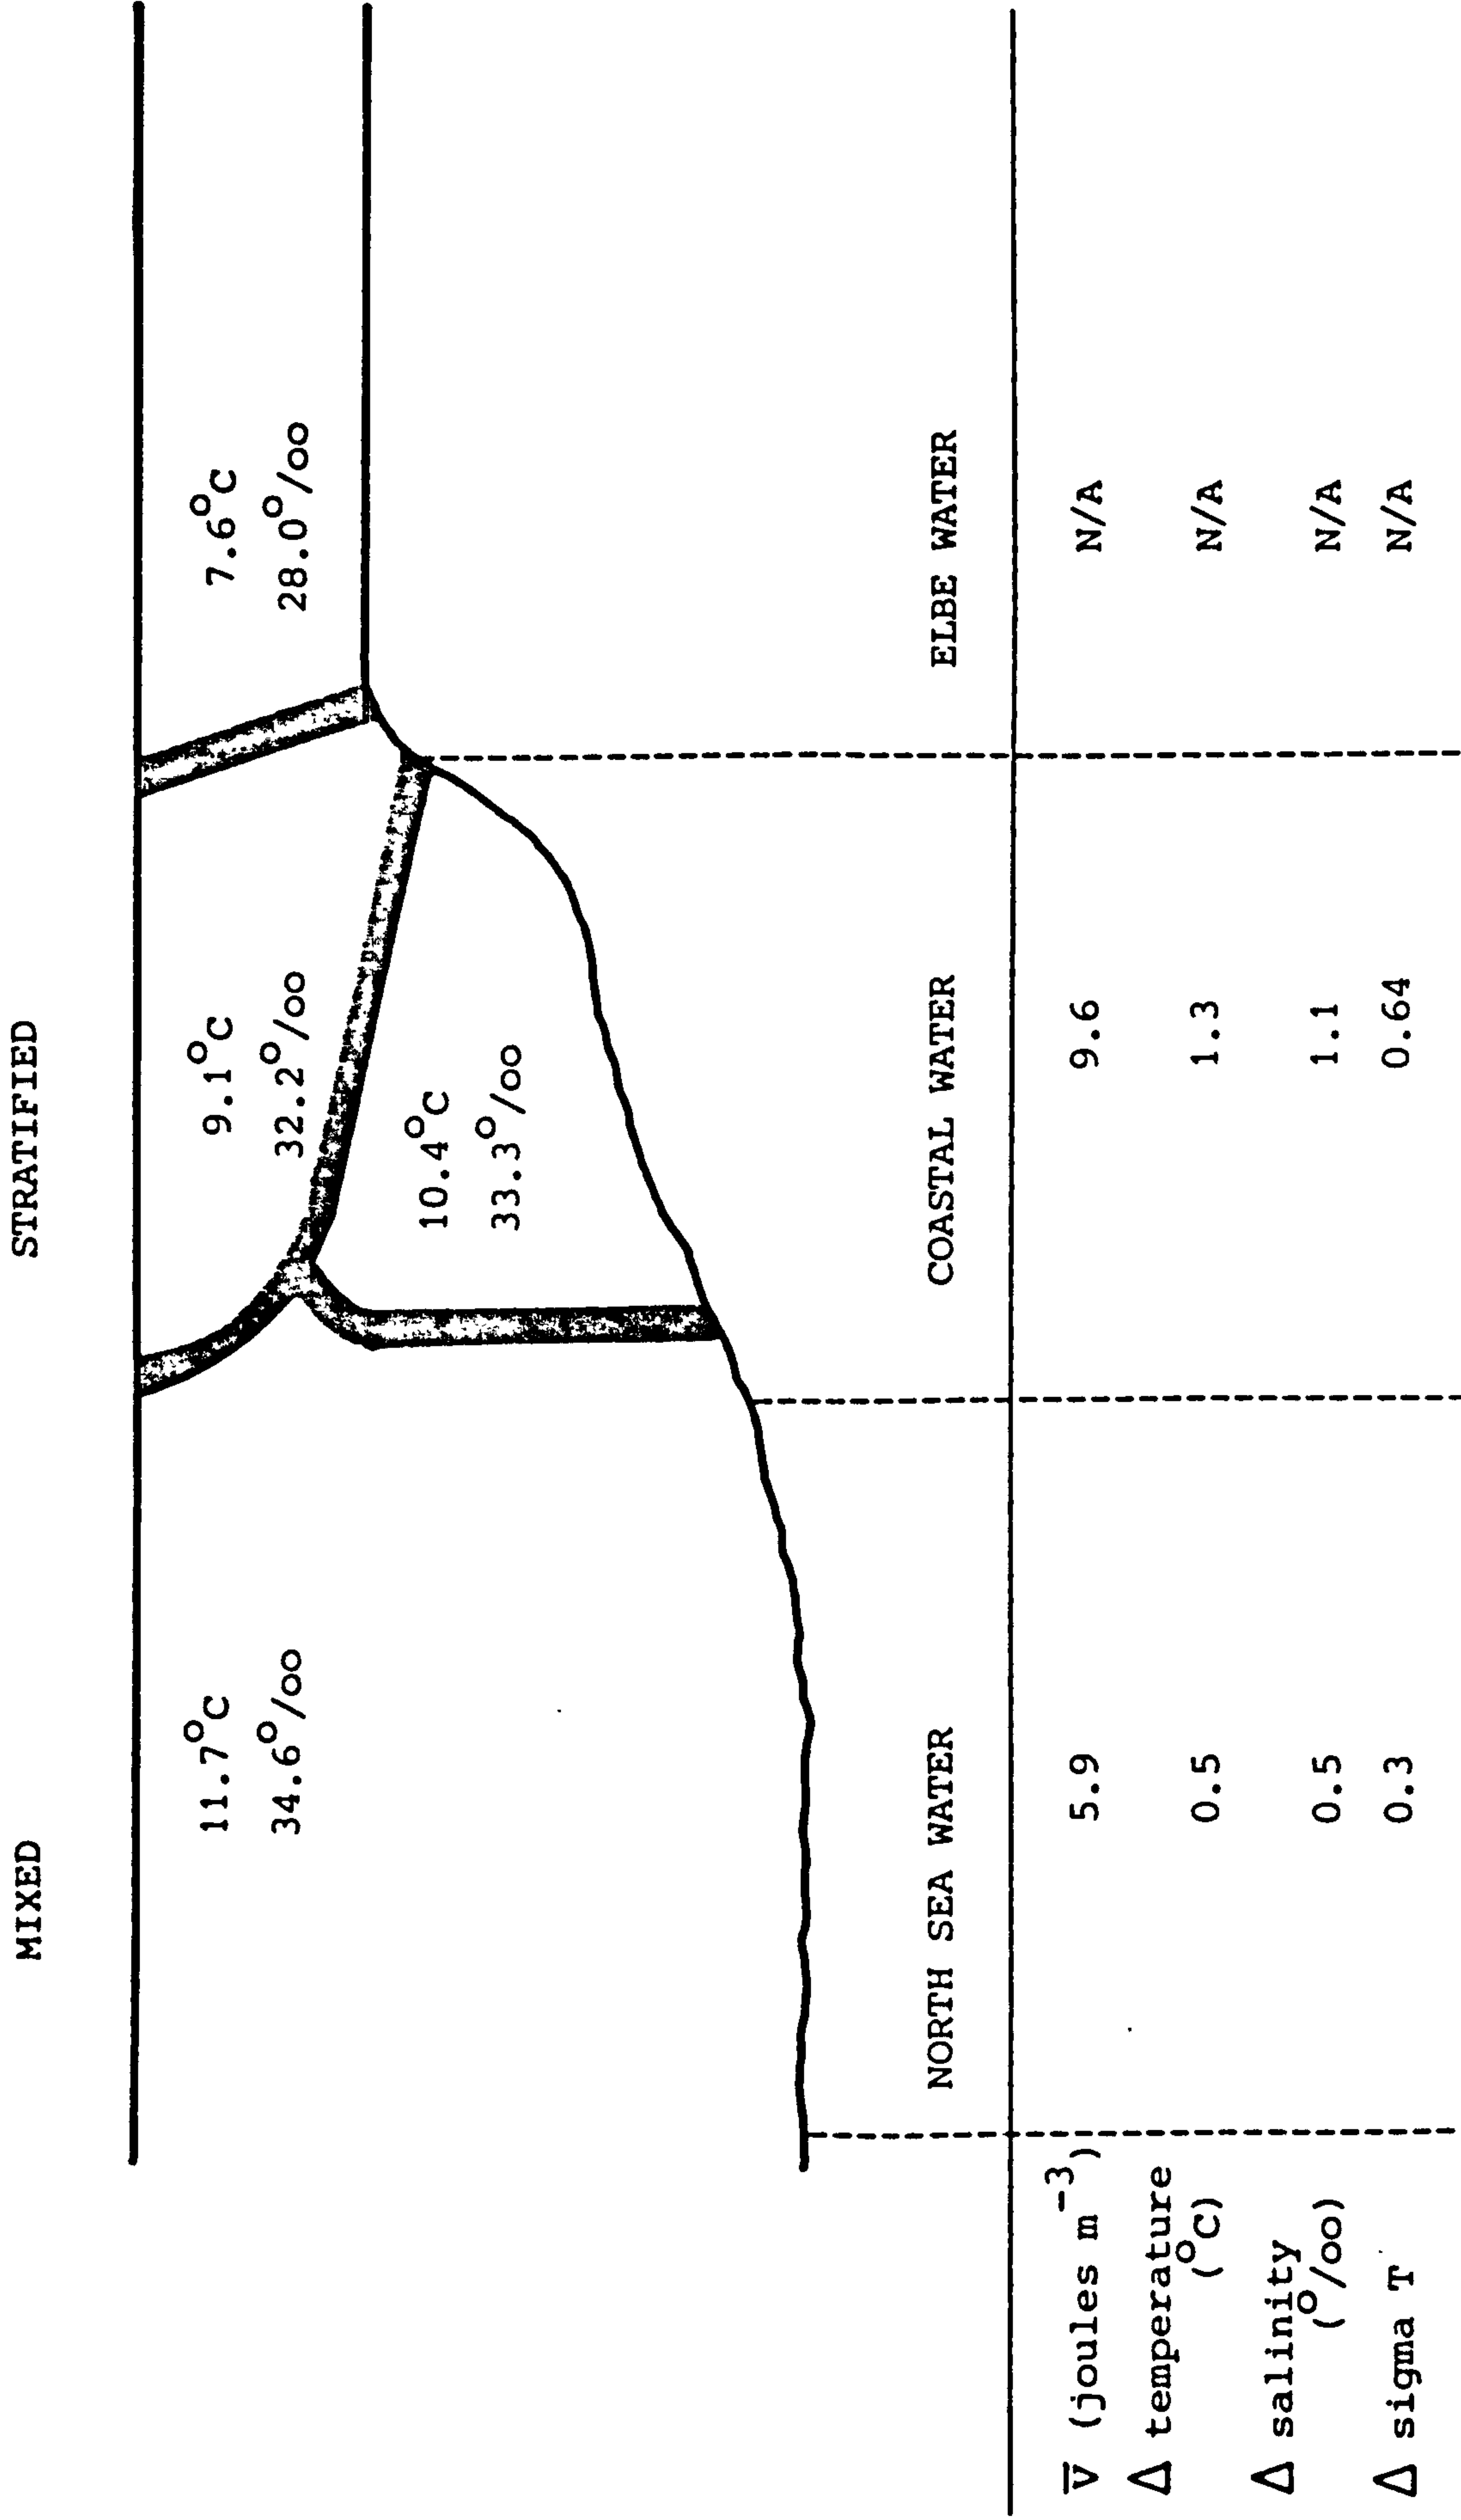 MIXED STRATIFIED
11.7°C 9.1°C 7.6°C
34.6°/oo 32.2°/oo 28.0°/oo
10.4°C
33.3°/oo
NORTH SEA WATER COASTAL WATER ELBE WATER
V̄ (joules m⁻³) 5.9 9.6 N/A
Δ temperature
(°C) 0.5 1.3 N/A
Δ salinity
(°/oo) 0.5 1.1 N/A
Δ sigma T 0.3 0.64 N/A